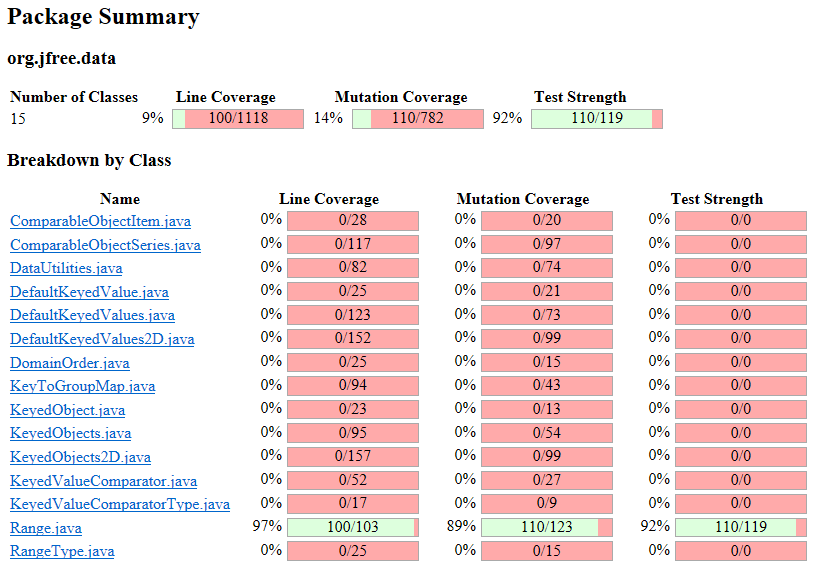 Package Summary
org.jfree.data
Number of Classes Line Coverage Mutation Coverage Test Strength
15 9% 100/1118 14% 110/782 92% 110/119
Breakdown by Class
Name Line Coverage Mutation Coverage Test Strength
ComparableObjectItem.java 0% 0/28 0% 0/20 0% 0/0
ComparableObjectSeries.java 0% 0/117 0% 0/97 0% 0/0
DataUtilities.java 0% 0/82 0% 0/74 0% 0/0
DefaultKeyedValue.java 0% 0/25 0% 0/21 0% 0/0
DefaultKeyedValues.java 0% 0/123 0% 0/73 0% 0/0
DefaultKeyedValues2D.java 0% 0/152 0% 0/99 0% 0/0
DomainOrder.java 0% 0/25 0% 0/15 0% 0/0
KeyToGroupMap.java 0% 0/94 0% 0/43 0% 0/0
KeyedObject.java 0% 0/23 0% 0/13 0% 0/0
KeyedObjects.java 0% 0/95 0% 0/54 0% 0/0
KeyedObjects2D.java 0% 0/157 0% 0/99 0% 0/0
KeyedValueComparator.java 0% 0/52 0% 0/27 0% 0/0
KeyedValueComparatorType.java 0% 0/17 0% 0/9 0% 0/0
Range.java 97% 100/103 89% 110/123 92% 110/119
RangeType.java 0% 0/25 0% 0/15 0% 0/0